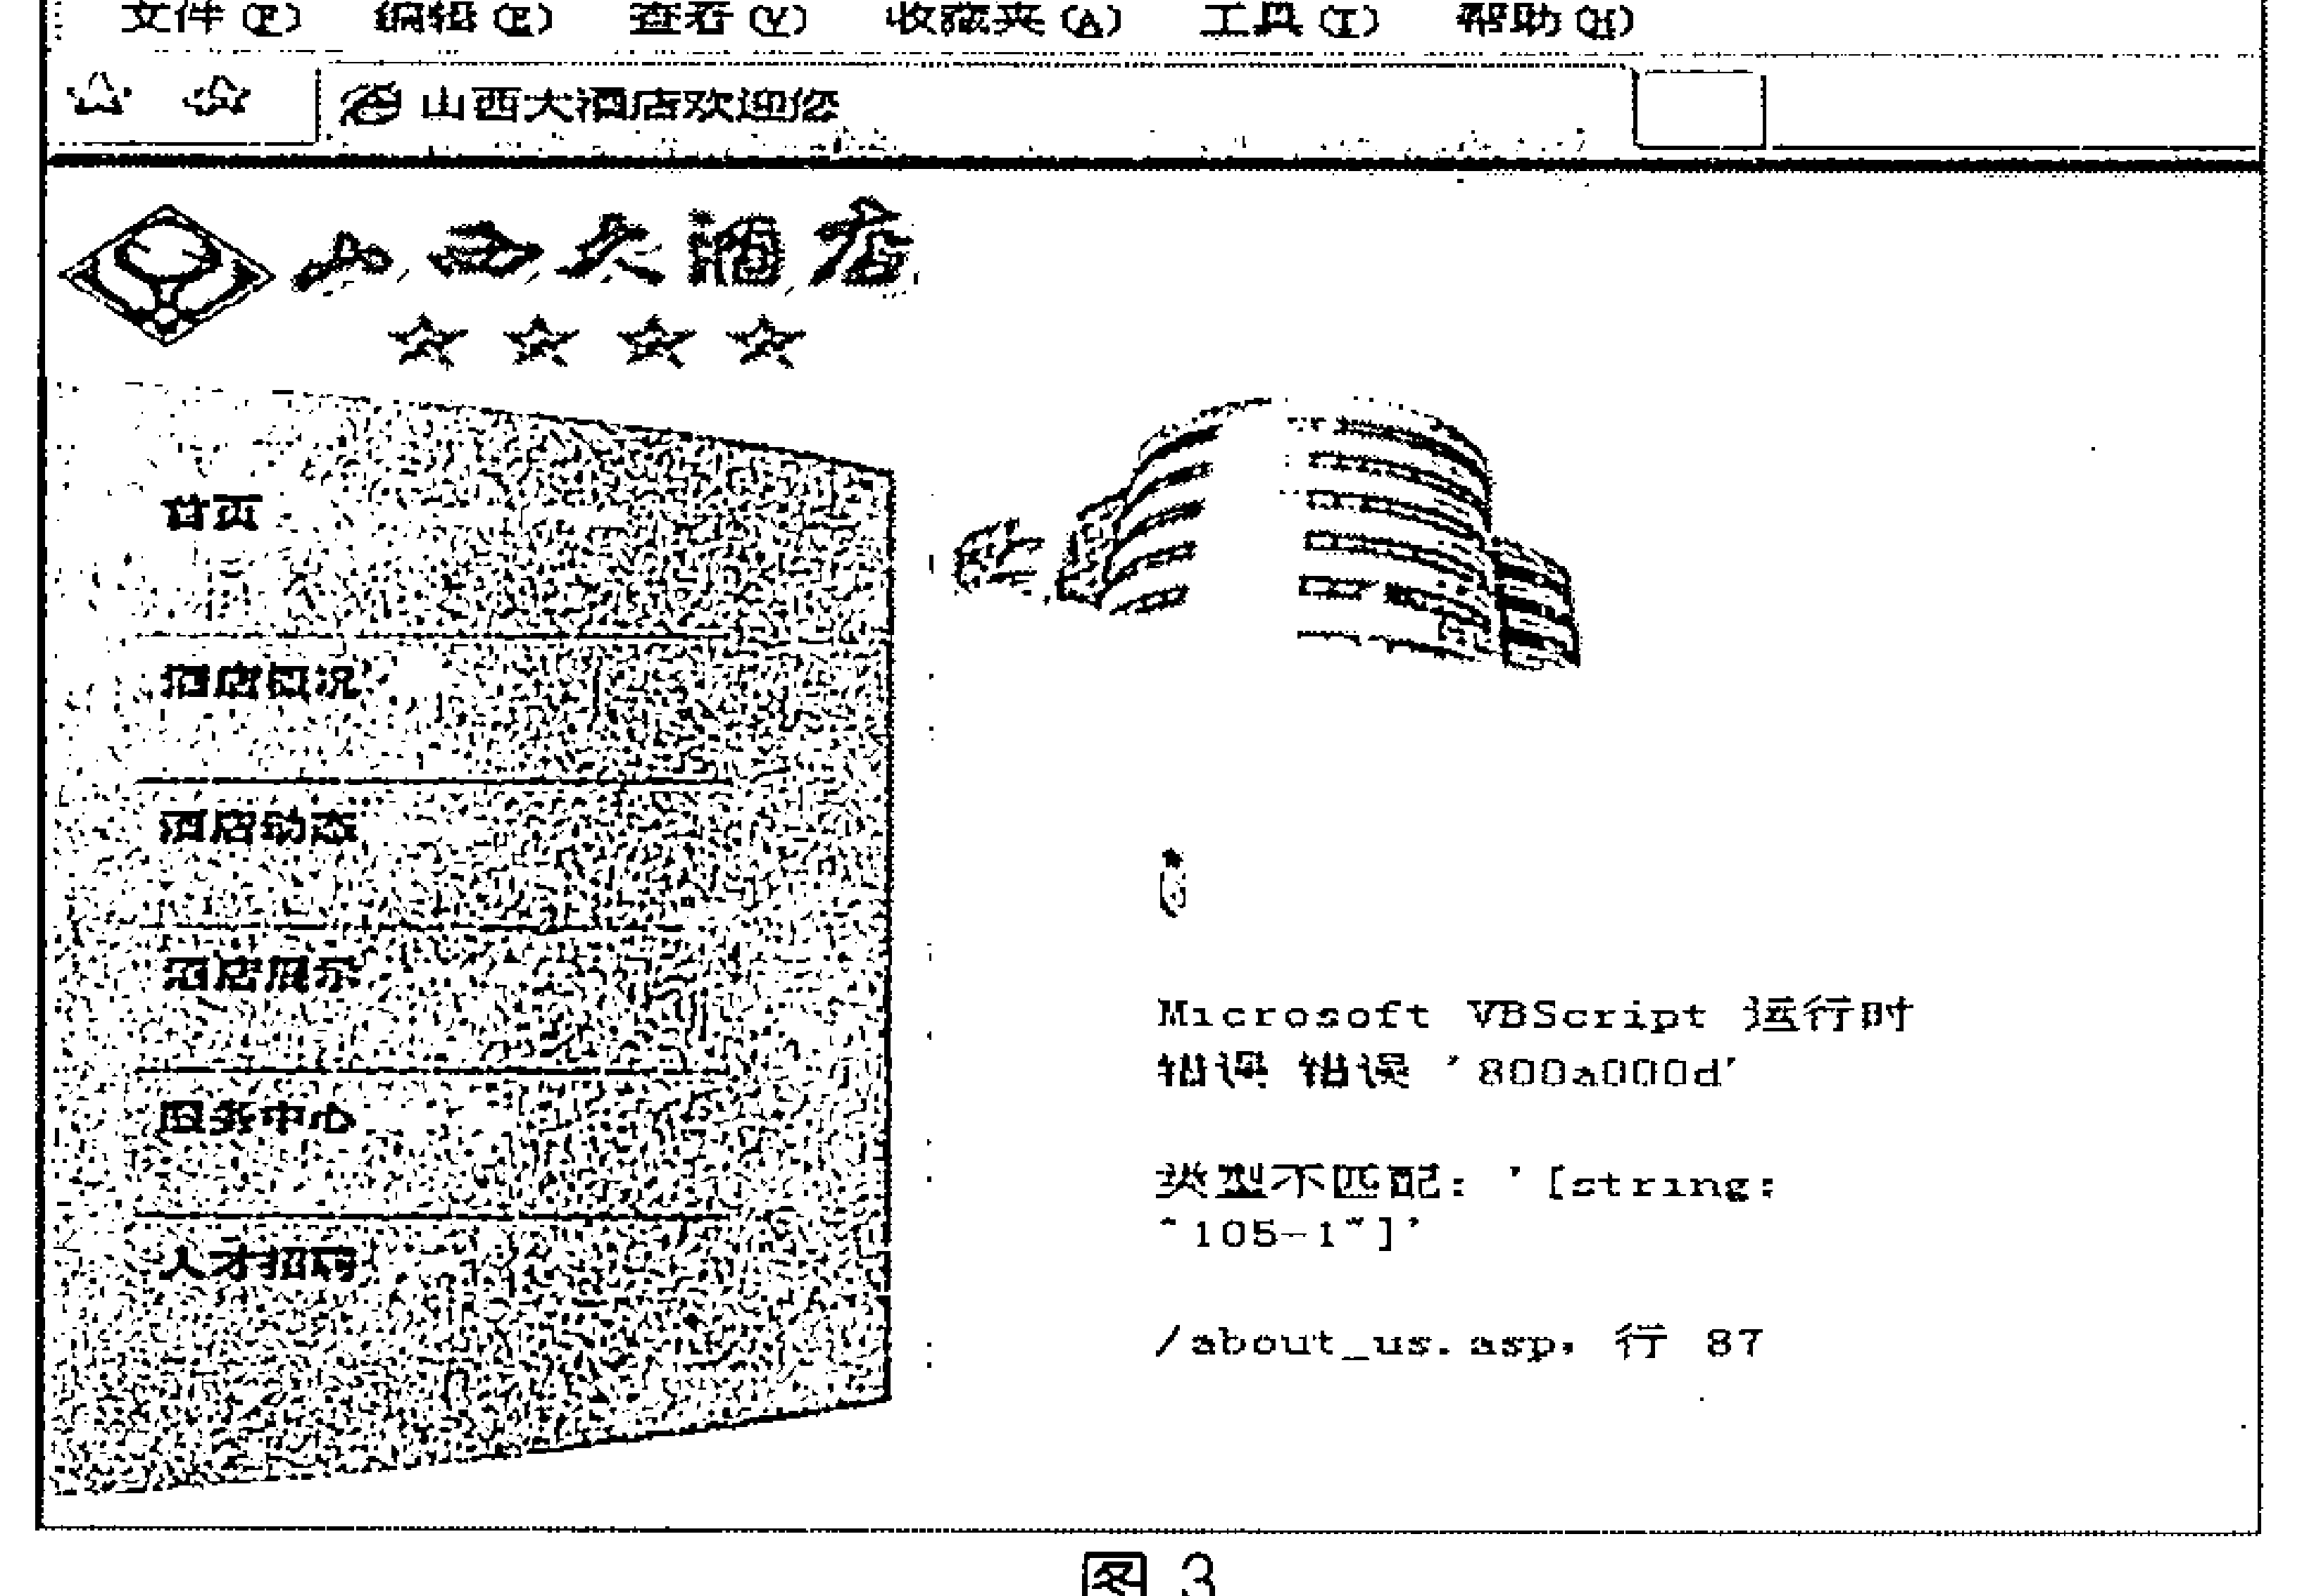 文件(F) 编辑(E) 查看(V) 收藏夹(A) 工具(T) 帮助(H)
山西大酒店欢迎您
山西大酒店
首页
酒店概况
酒店动态
酒店展示
服务中心
人才招聘
Microsoft VBScript 运行时
错误 错误 '800a000d'
类型不匹配: '[string:
"105-1"]'
/about_us.asp, 行 87
图 3